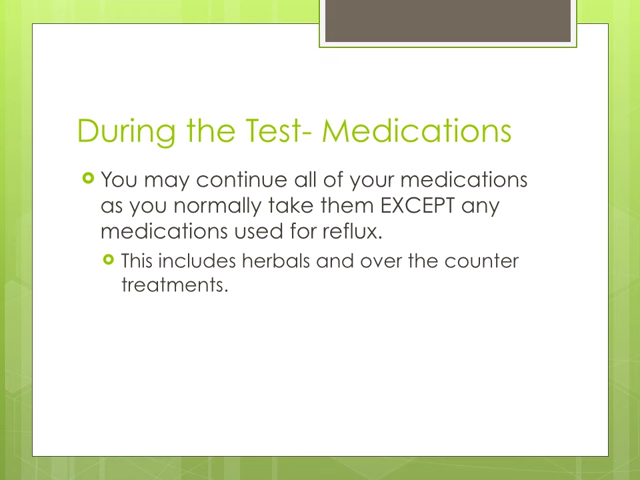 During the Test- Medications
You may continue all of your medications
as you normally take them EXCEPT any
medications used for reflux.
This includes herbals and over the counter
treatments.